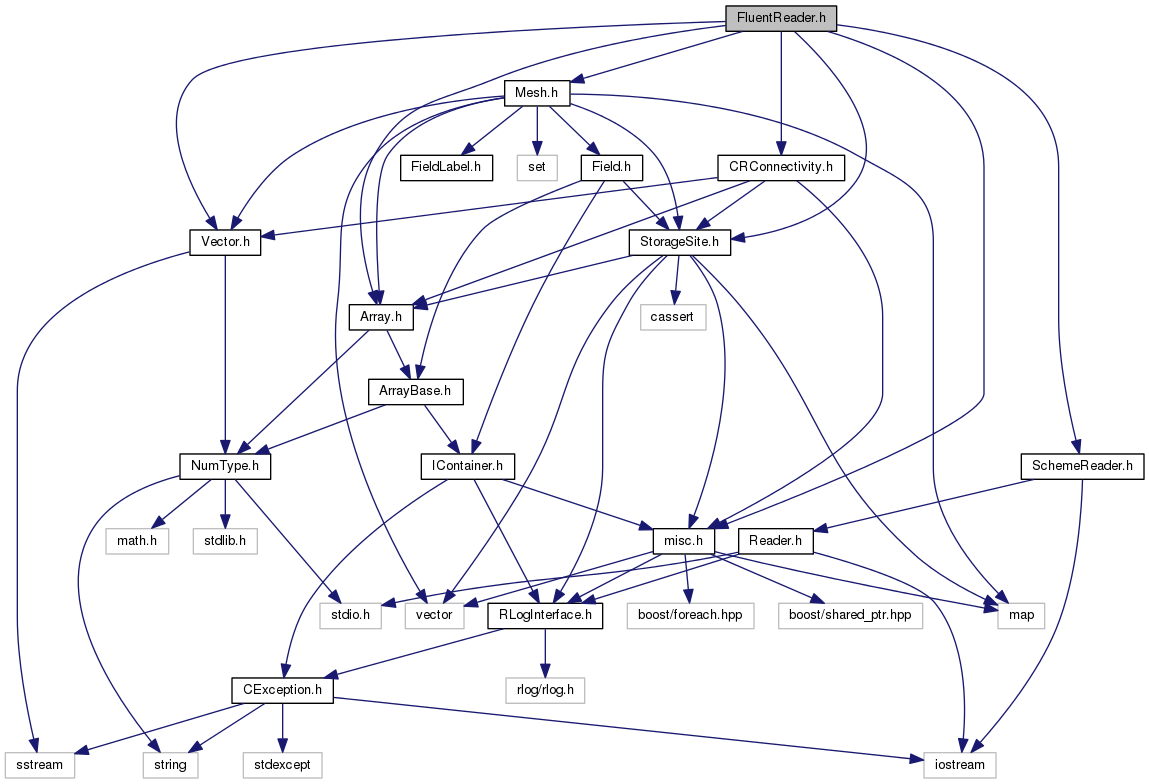 FluentReader.h
Mesh.h
FieldLabel.h
set
Field.h
CRConnectivity.h
Vector.h
StorageSite.h
Array.h
cassert
ArrayBase.h
NumType.h
IContainer.h
SchemeReader.h
math.h
stdlib.h
misc.h
Reader.h
stdio.h
vector
RLogInterface.h
boost/foreach.hpp
boost/shared_ptr.hpp
map
CException.h
rlog/rlog.h
sstream
string
stdexcept
iostream